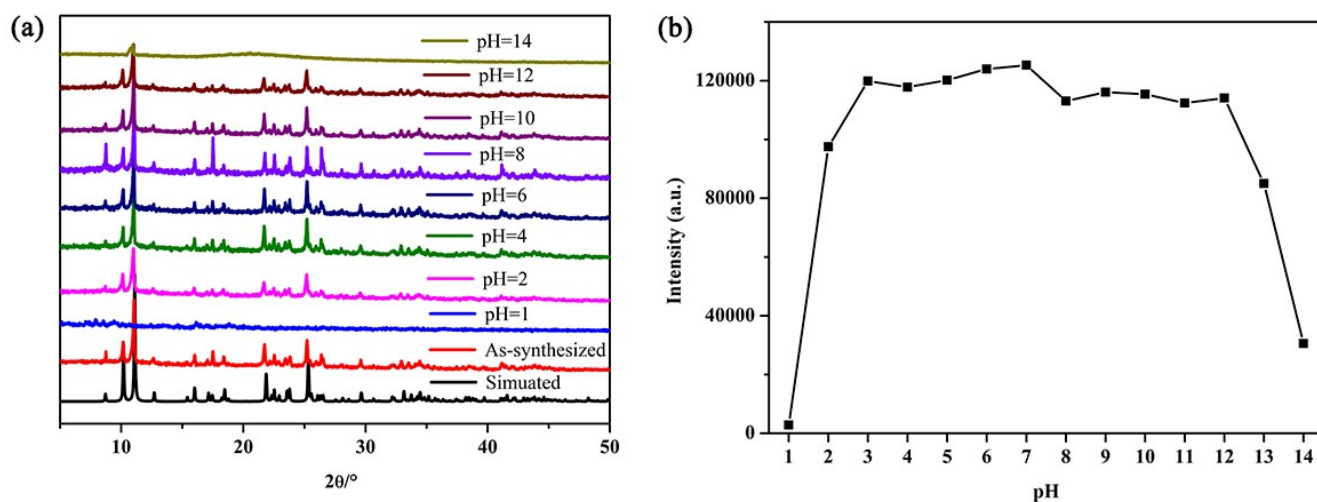 (a)
pH=14
pH=12
pH=10
pH=8
pH=6
pH=4
pH=2
pH=1
As-synthesized
Simuated
10 20 30 40 50
2θ/°
(b)
Intensity (a.u.)
120000
80000
40000
0
1 2 3 4 5 6 7 8 9 10 11 12 13 14
pH